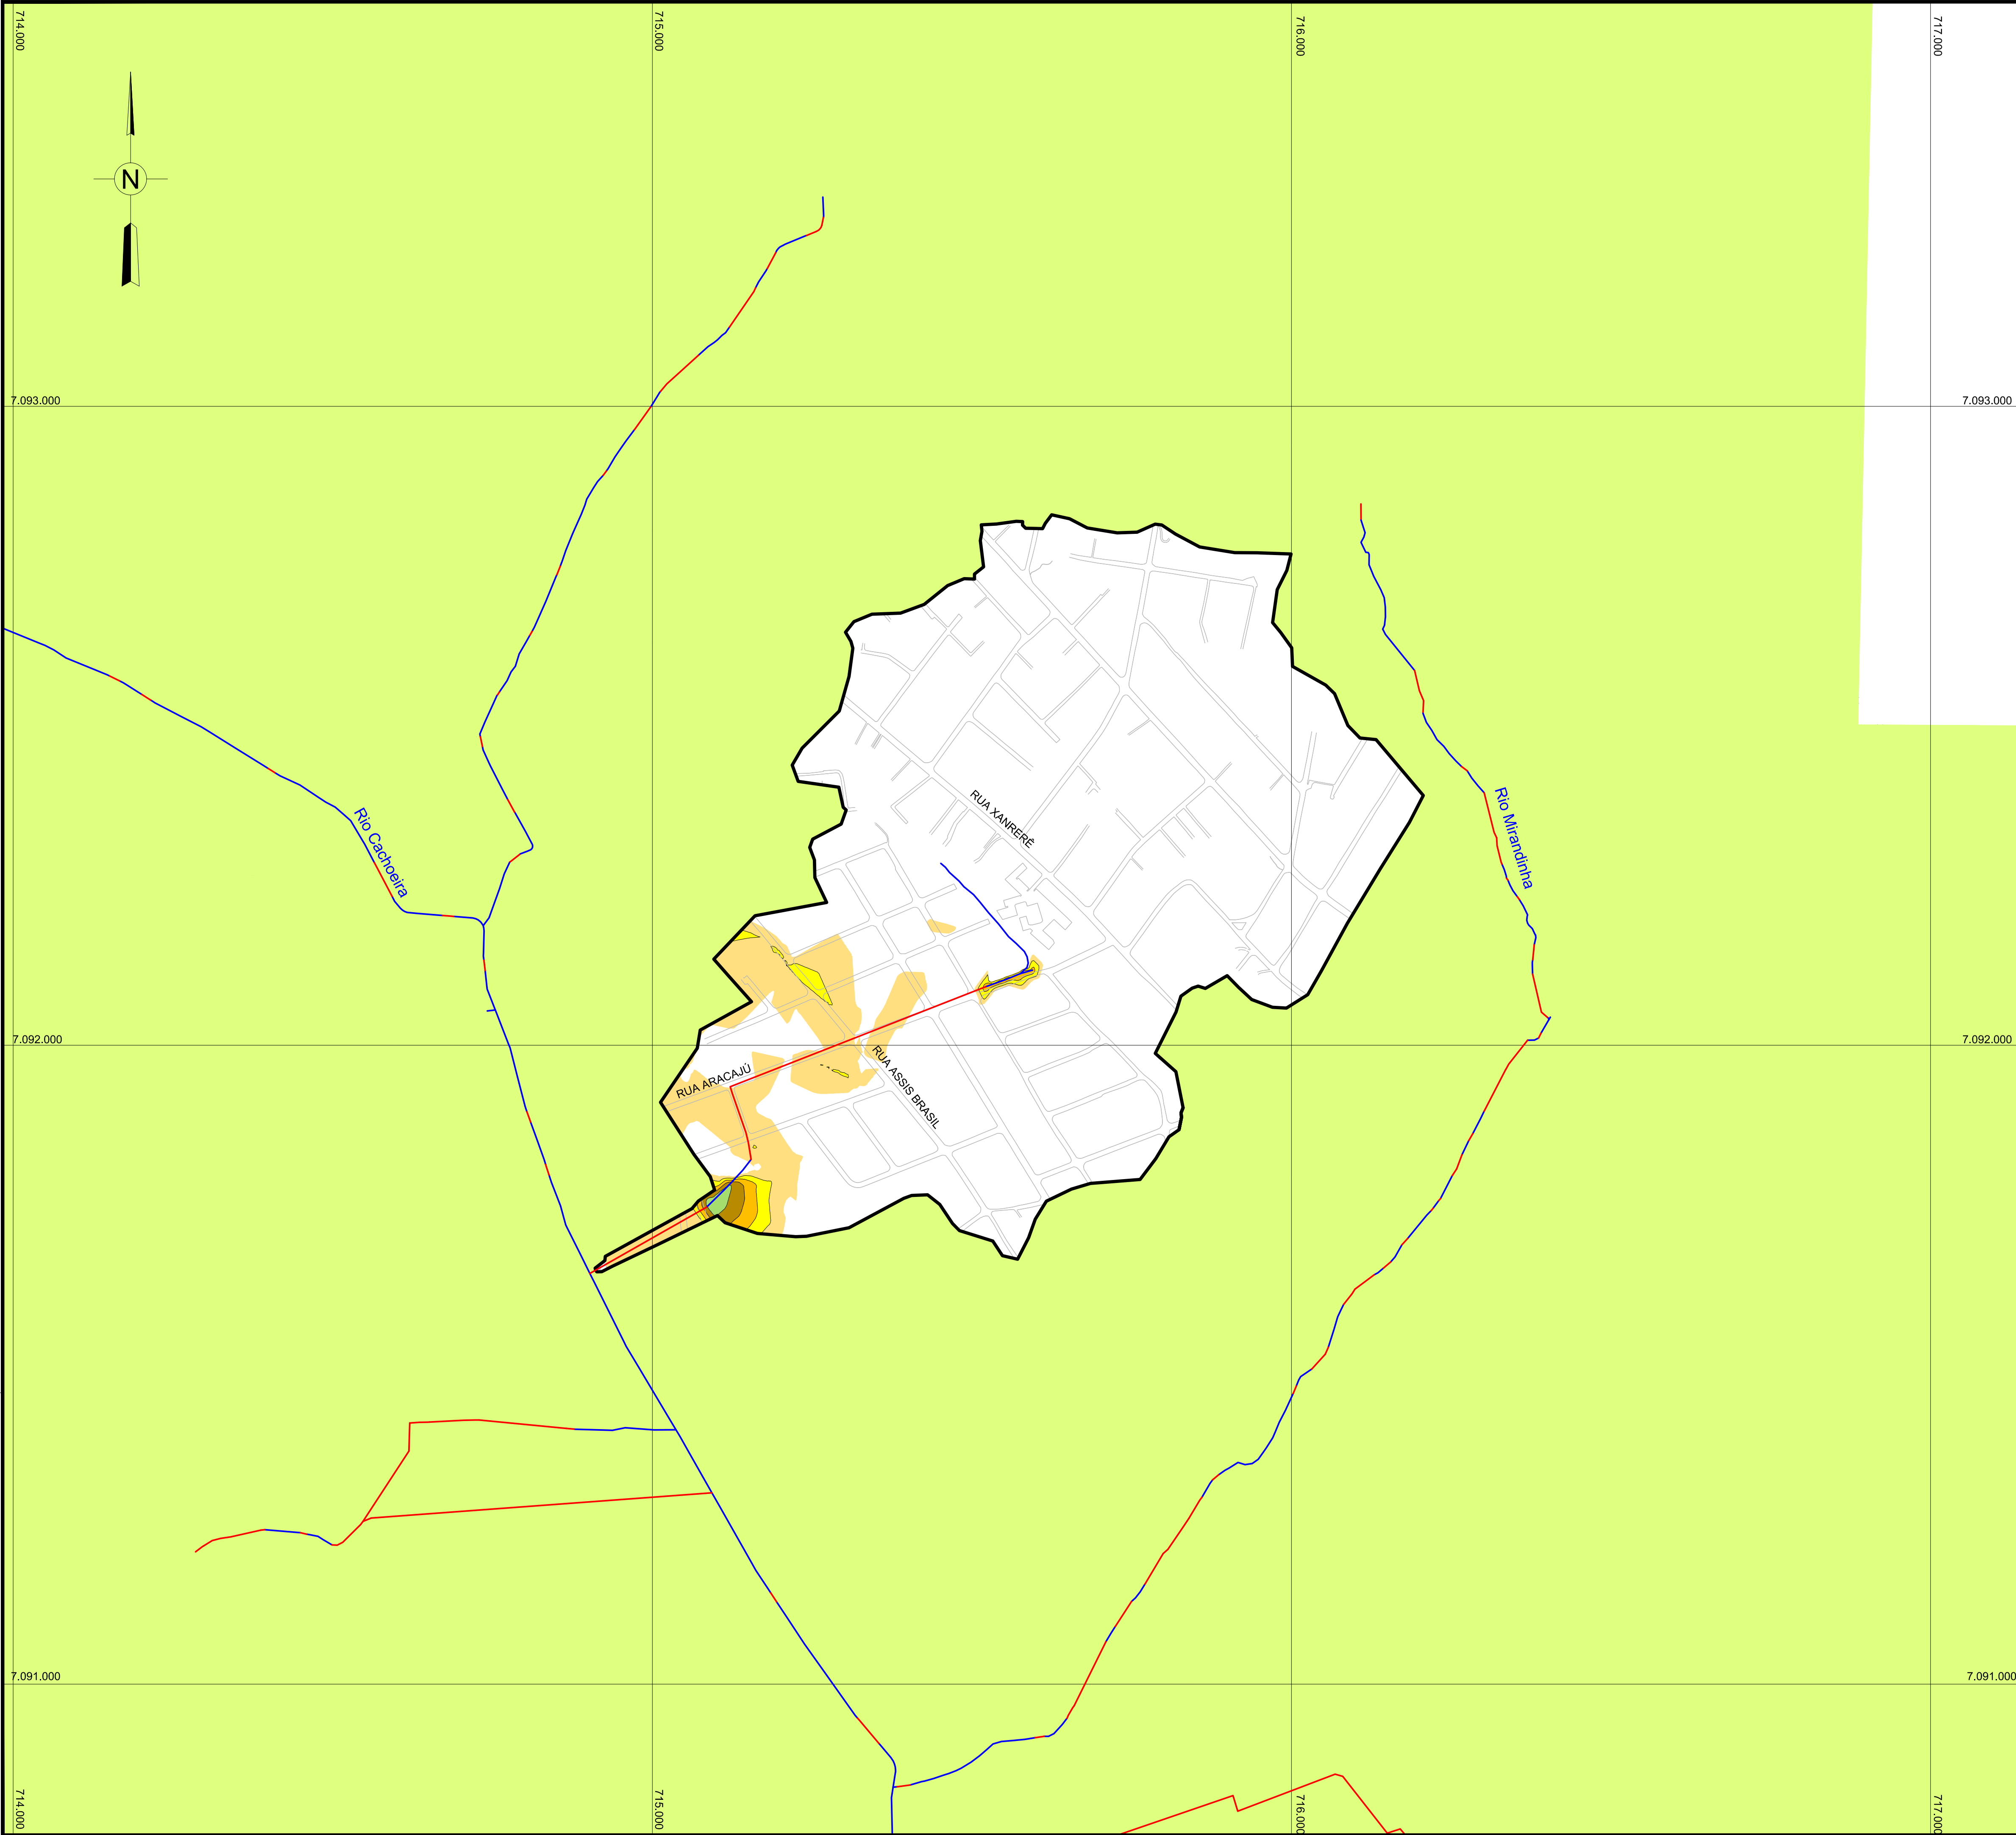 714.000
715.000
716.000
717.000
N
7.093.000
7.093.000
Rio Cachoeira
Rio Mirandinha
RUA XANRERÊ
7.092.000
7.092.000
RUA ARACAJÚ
RUA ASSIS BRASIL
7.091.000
7.091.000
714.000
715.000
716.000
717.000